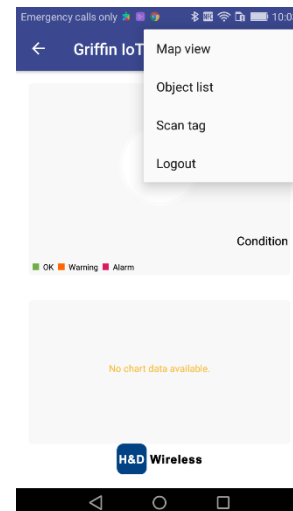 Emergency calls only 10:0
Griffin IoT
Map view
Object list
Scan tag
Logout
Condition
OK Warning Alarm
No chart data available.
H&D Wireless